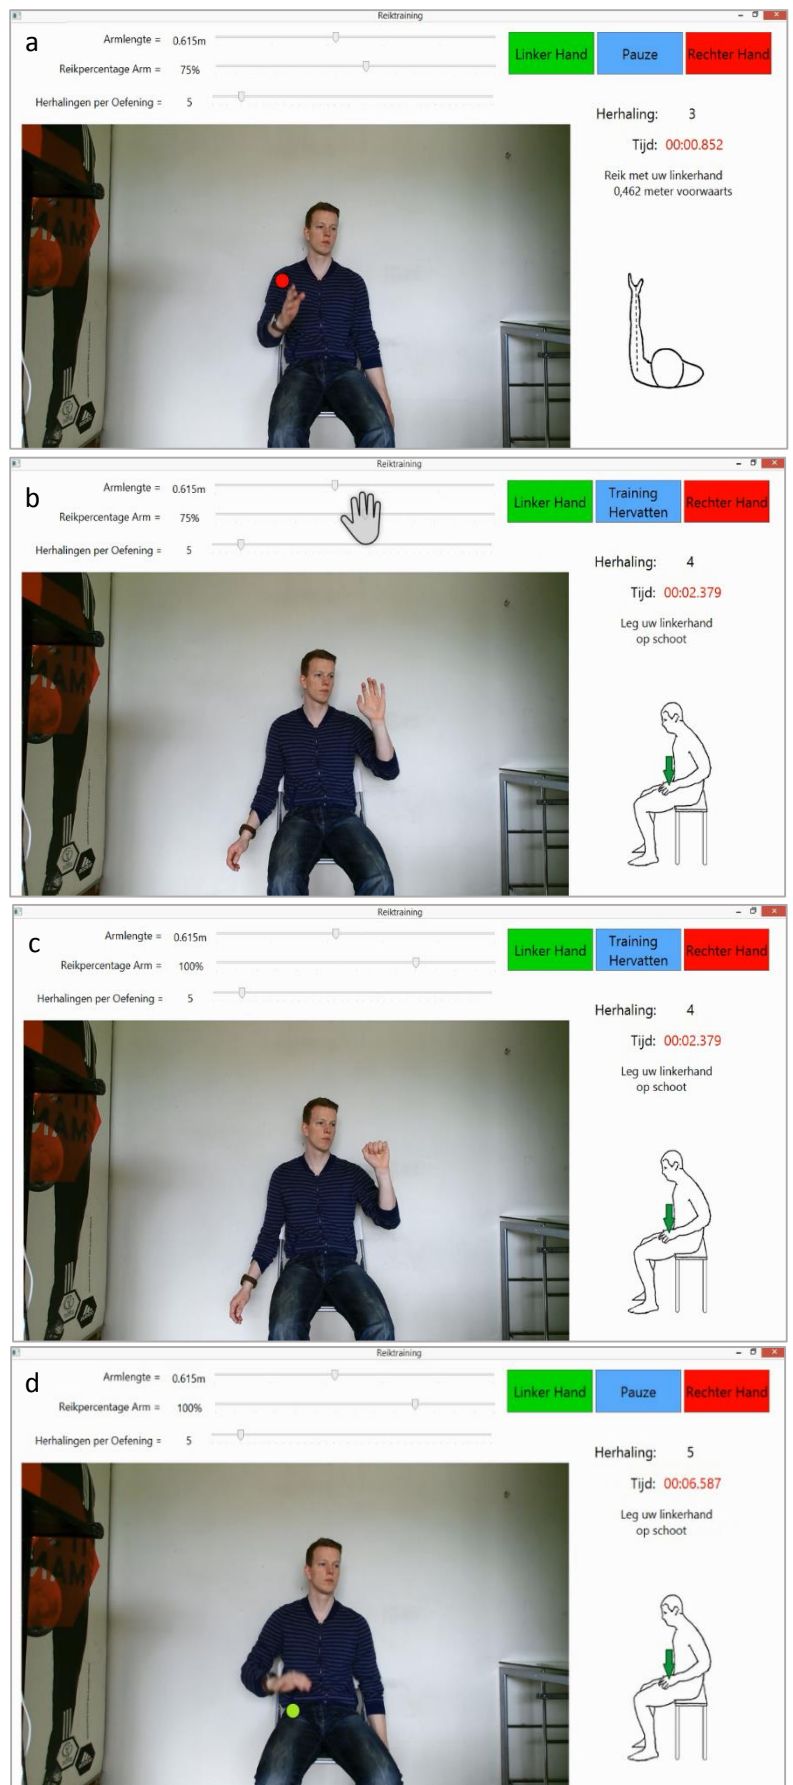 a
Reiktraining
Armlengte = 0.615m
Linker Hand
Pauze
Rechter Hand
Reikpercentage Arm = 75%
Herhalingen per Oefening = 5
Herhaling: 3
Tijd: 00:00.852
Reik met uw linkerhand
0,462 meter voorwaarts
b
Reiktraining
Armlengte = 0.615m
Linker Hand
Training
Hervatten
Rechter Hand
Reikpercentage Arm = 75%
Herhalingen per Oefening = 5
Herhaling: 4
Tijd: 00:02.379
Leg uw linkerhand
op schoot
c
Reiktraining
Armlengte = 0.615m
Linker Hand
Training
Hervatten
Rechter Hand
Reikpercentage Arm = 100%
Herhalingen per Oefening = 5
Herhaling: 4
Tijd: 00:02.379
Leg uw linkerhand
op schoot
d
Reiktraining
Armlengte = 0.615m
Linker Hand
Pauze
Rechter Hand
Reikpercentage Arm = 100%
Herhalingen per Oefening = 5
Herhaling: 5
Tijd: 00:06.587
Leg uw linkerhand
op schoot